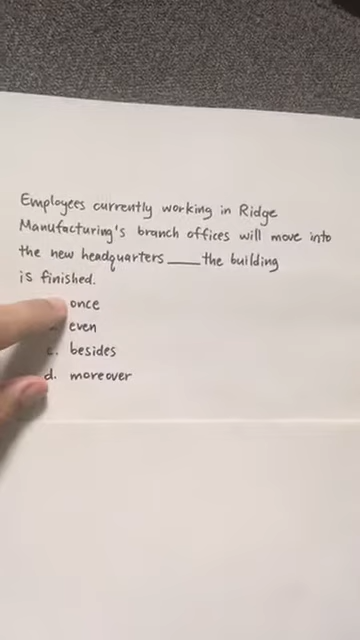 Employees currently working in Ridge
Manufacturing's branch offices will move into
the new headquarters ____ the building
is finished.
once
even
c. besides
d. moreover